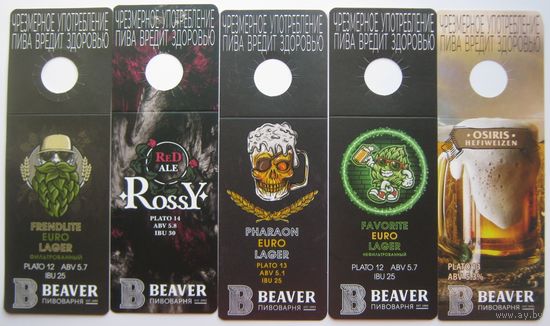 ЧРЕЗМЕРНОЕ УПОТРЕБЛЕНИЕ
ПИВА ВРЕДИТ ЗДОРОВЬЮ
FRENDLITE
EURO
LAGER
ФИЛЬТРОВАННЫЙ
PLATO 12 ABV 5.7
IBU 25
B BEAVER
ПИВОВАРНЯ
ЧРЕЗМЕРНОЕ УПОТРЕБЛЕНИЕ
ПИВА ВРЕДИТ ЗДОРОВЬЮ
RED
ALE
ROSSY
PLATO 14
ABV 5.8
IBU 30
B BEAVER
ПИВОВАРНЯ
ЧРЕЗМЕРНОЕ УПОТРЕБЛЕНИЕ
ПИВА ВРЕДИТ ЗДОРОВЬЮ
PHARAON
EURO
LAGER
PLATO 13
ABV 5.1
IBU 25
B BEAVER
ПИВОВАРНЯ
ЧРЕЗМЕРНОЕ УПОТРЕБЛЕНИЕ
ПИВА ВРЕДИТ ЗДОРОВЬЮ
FAVORITE
EURO
LAGER
НЕФИЛЬТРОВАННЫЙ
PLATO 12 ABV 5.7
IBU 25
B BEAVER
ПИВОВАРНЯ
ЧРЕЗМЕРНОЕ УПОТРЕБЛЕНИЕ
ПИВА ВРЕДИТ ЗДОРОВЬЮ
OSIRIS
HEFIWEIZEN
PLATO 13
B BEAVER
ПИВОВАРНЯ